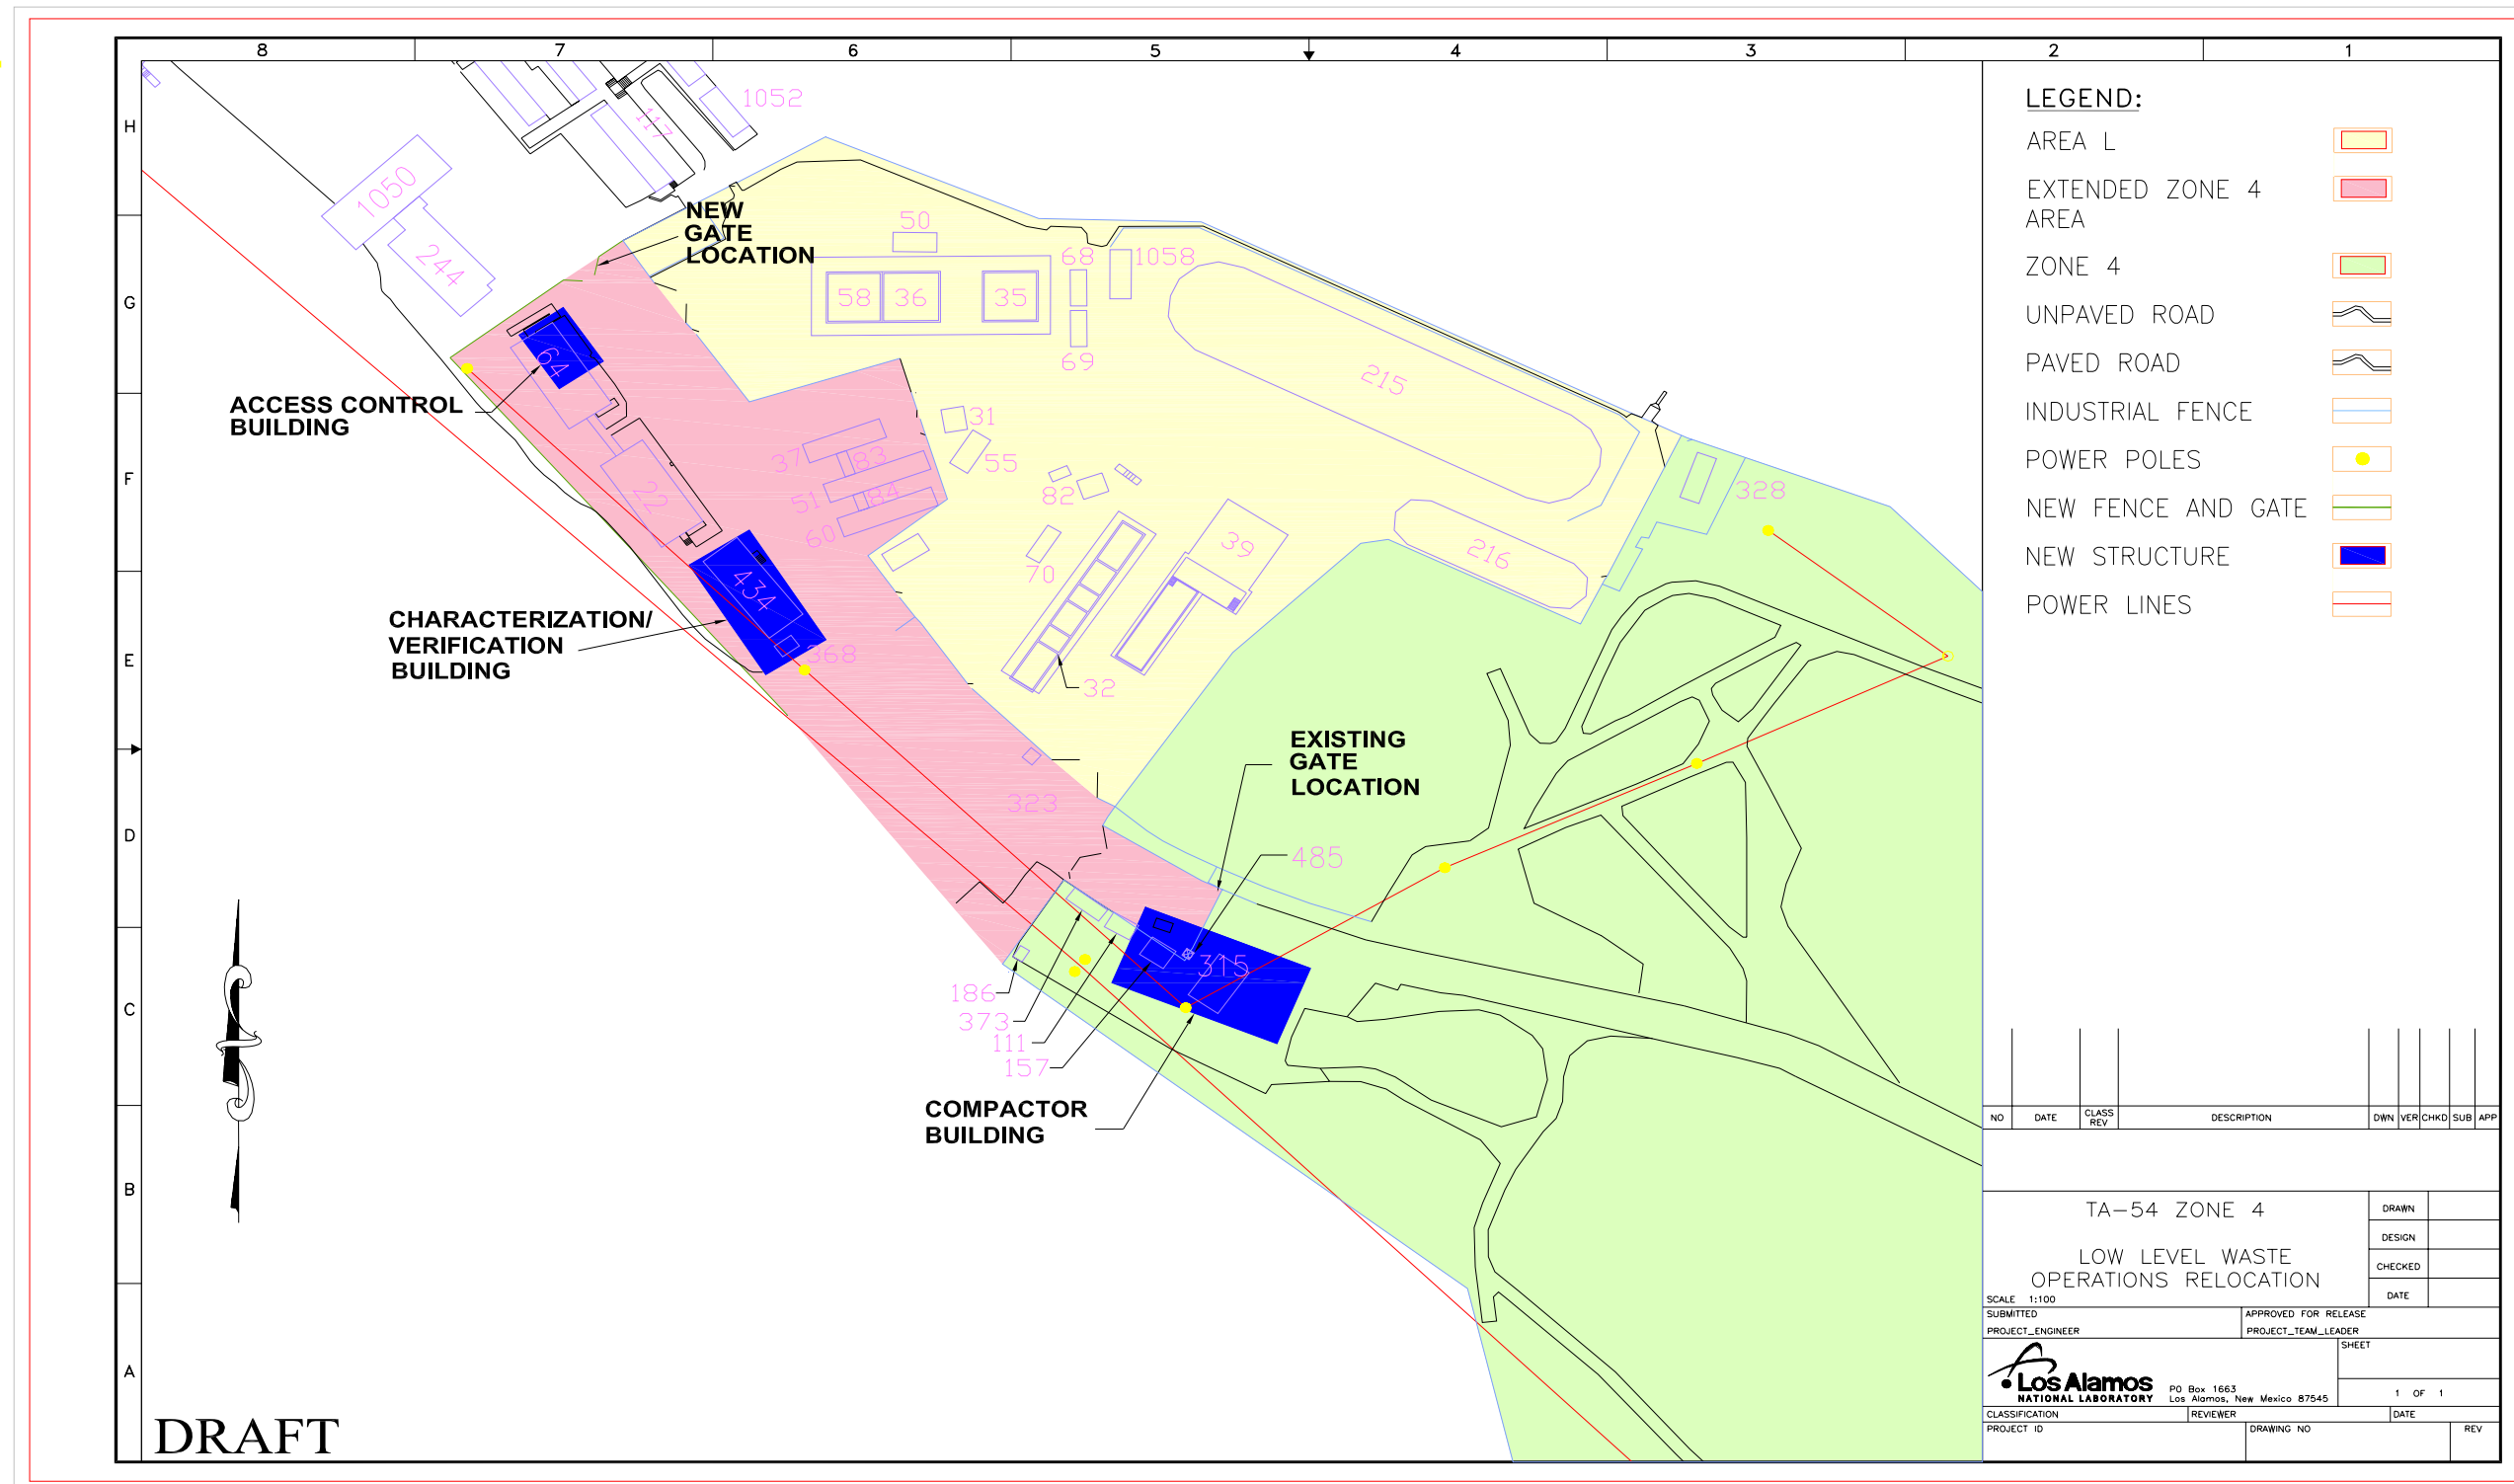 8 7 6 5 4 3 2 1
H
G
F
E
D
C
B
A
1052
117
1050
244
NEW
GATE
LOCATION
50
68
1058
58
36
35
69
64
215
ACCESS CONTROL
BUILDING
31
37
83
55
51
84
82
60
22
328
39
216
70
434
CHARACTERIZATION/
VERIFICATION
BUILDING
368
32
EXISTING
GATE
LOCATION
323
485
315
186
373
111
157
COMPACTOR
BUILDING
DRAFT
LEGEND:
AREA L
EXTENDED ZONE 4
AREA
ZONE 4
UNPAVED ROAD
PAVED ROAD
INDUSTRIAL FENCE
POWER POLES
NEW FENCE AND GATE
NEW STRUCTURE
POWER LINES
NO DATE CLASS REV DESCRIPTION DWN VER CHKD SUB APP
TA-54 ZONE 4
LOW LEVEL WASTE
OPERATIONS RELOCATION
SCALE 1:100
DRAWN
DESIGN
CHECKED
DATE
SUBMITTED
PROJECT_ENGINEER
APPROVED FOR RELEASE
PROJECT_TEAM_LEADER
Los Alamos
NATIONAL LABORATORY
PO Box 1663
Los Alamos, New Mexico 87545
SHEET
1 OF 1
CLASSIFICATION REVIEWER DATE
PROJECT ID DRAWING NO REV